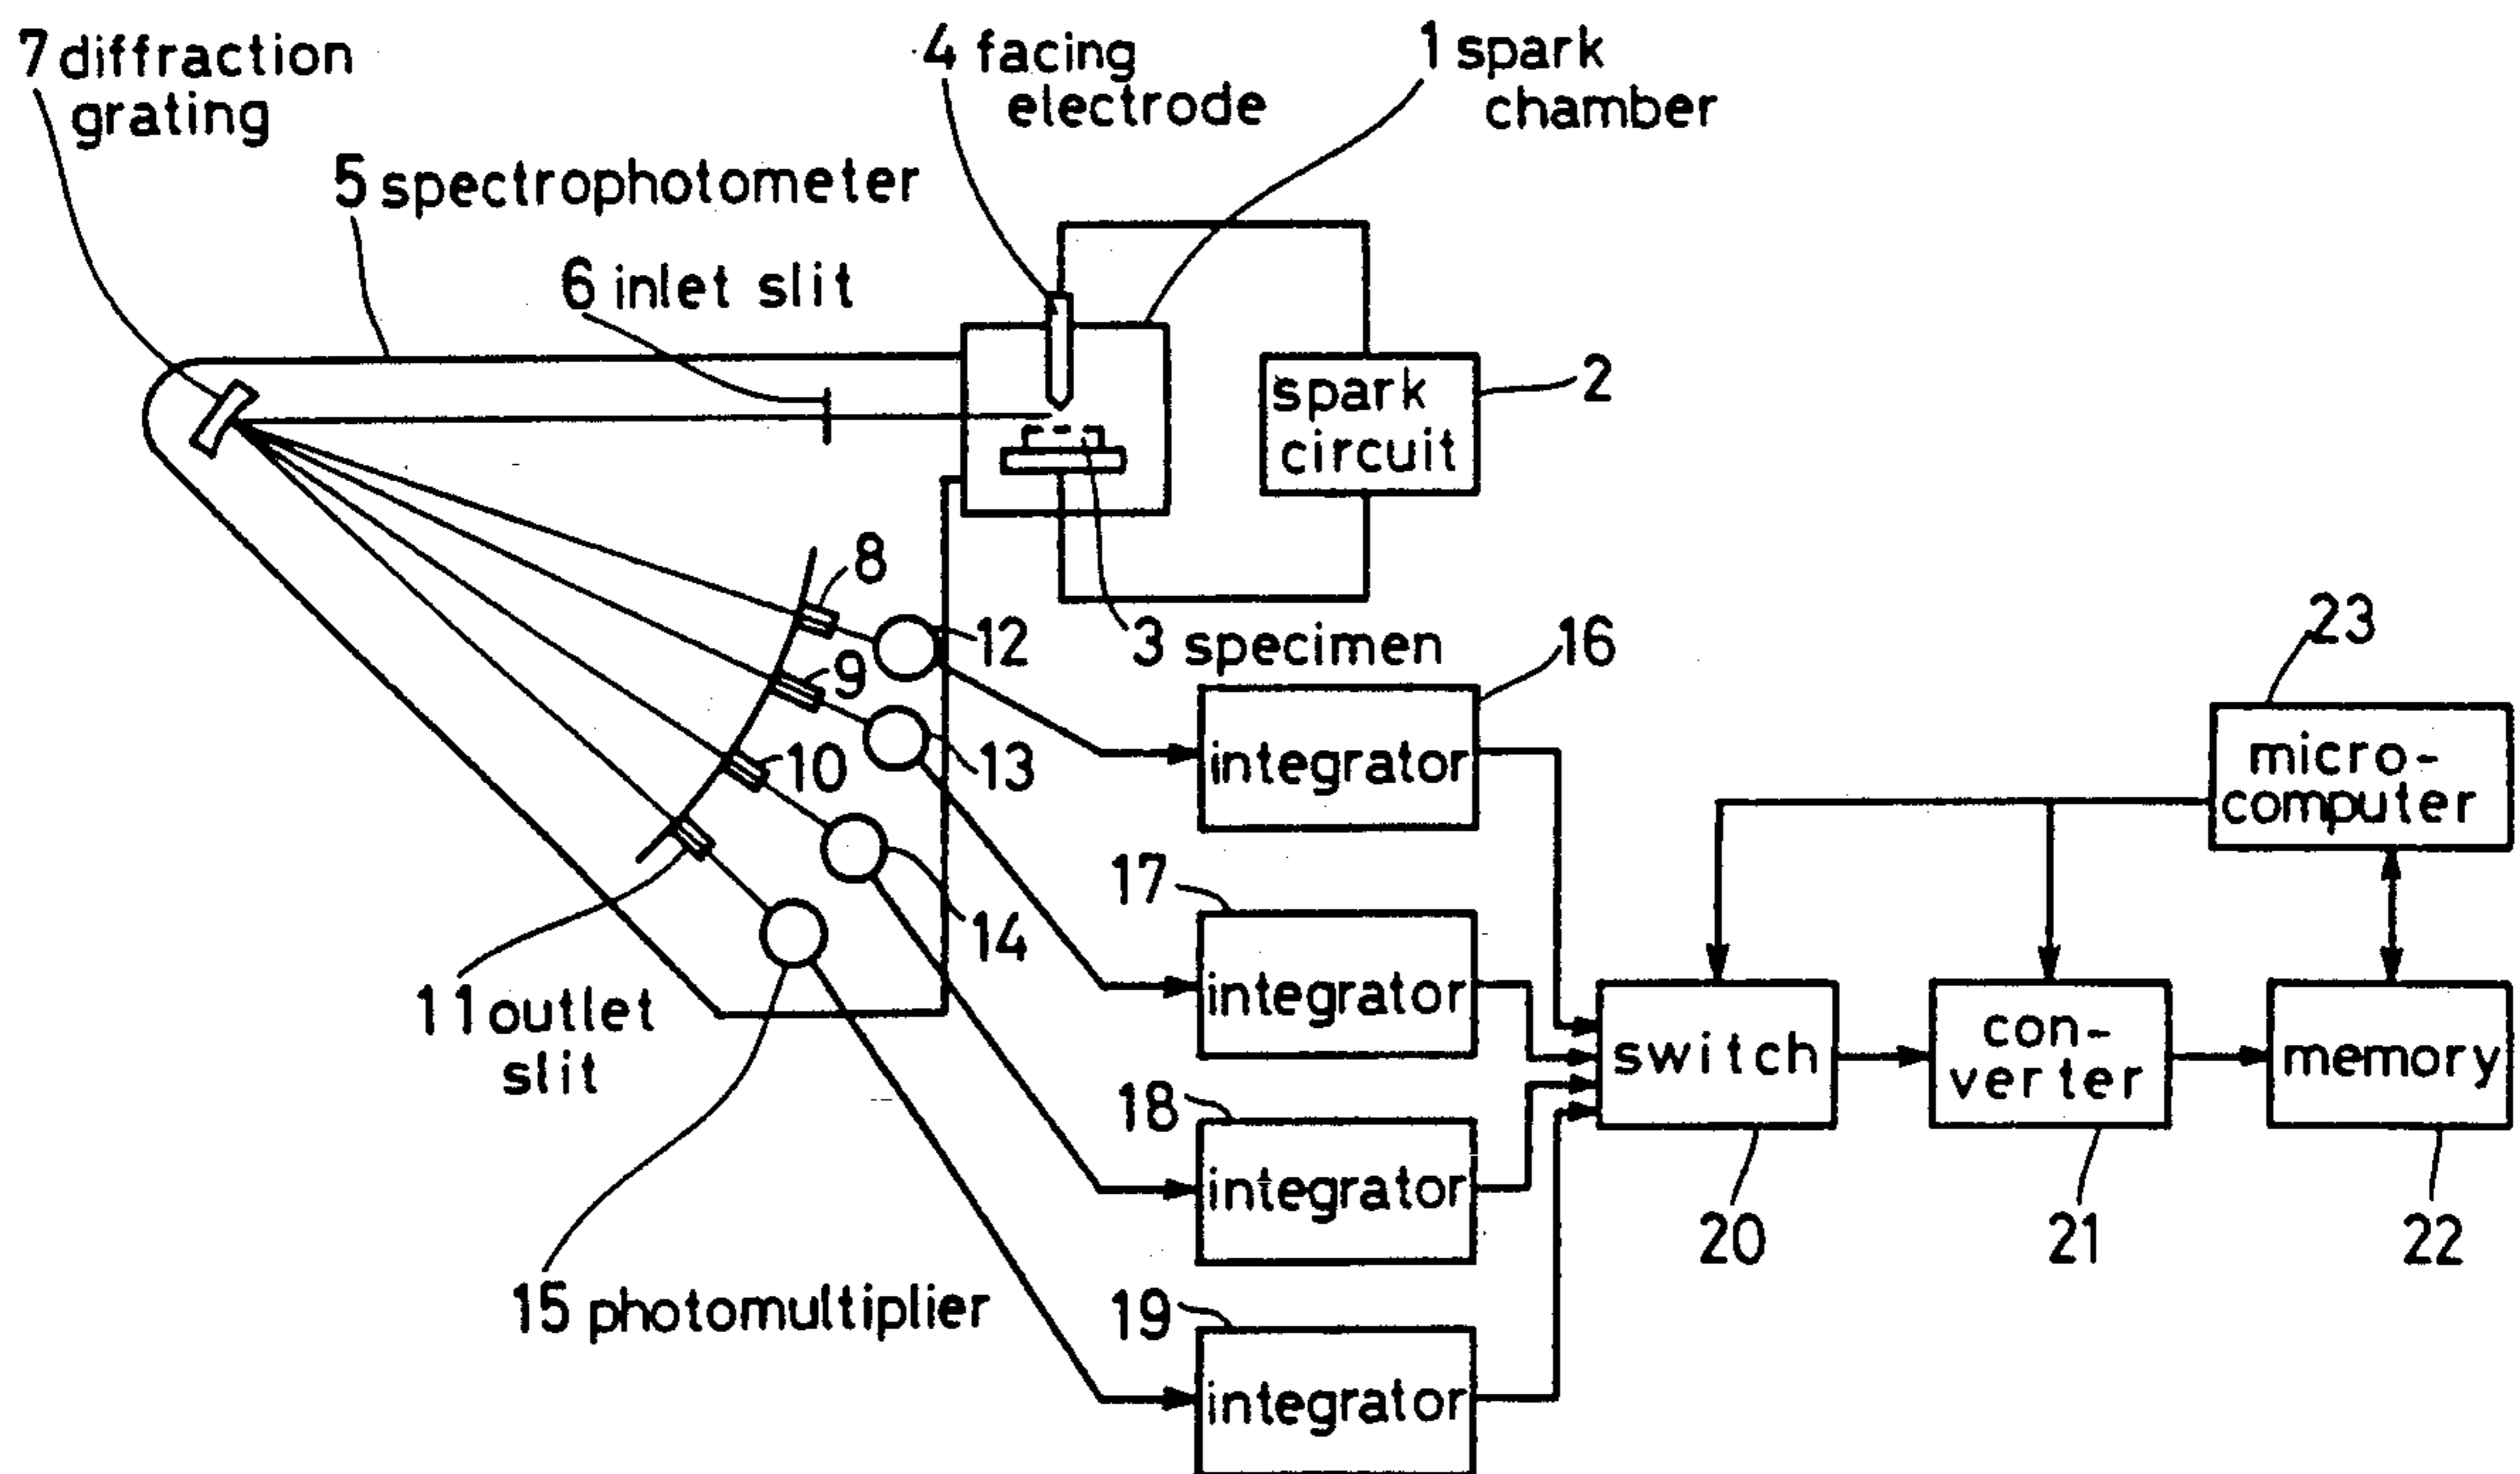 7 diffraction
grating
4 facing
electrode
1 spark
chamber
5 spectrophotometer
6 inlet slit
spark
circuit
2
8
12
3 specimen
16
23
9
13
integrator
micro-
computer
10
17
14
11 outlet
slit
integrator
switch
con-
verter
memory
18
integrator
20
21
22
15 photomultiplier
19
integrator